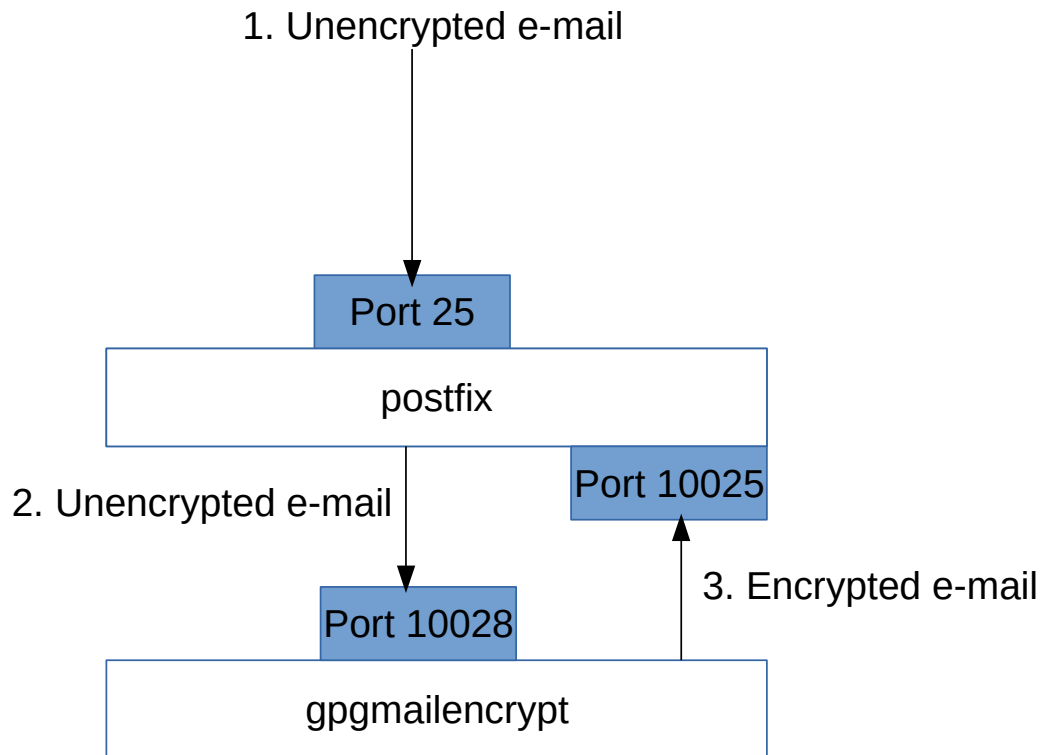 1. Unencrypted e-mail
Port 25
postfix
Port 10025
2. Unencrypted e-mail
3. Encrypted e-mail
Port 10028
gpgmailencrypt